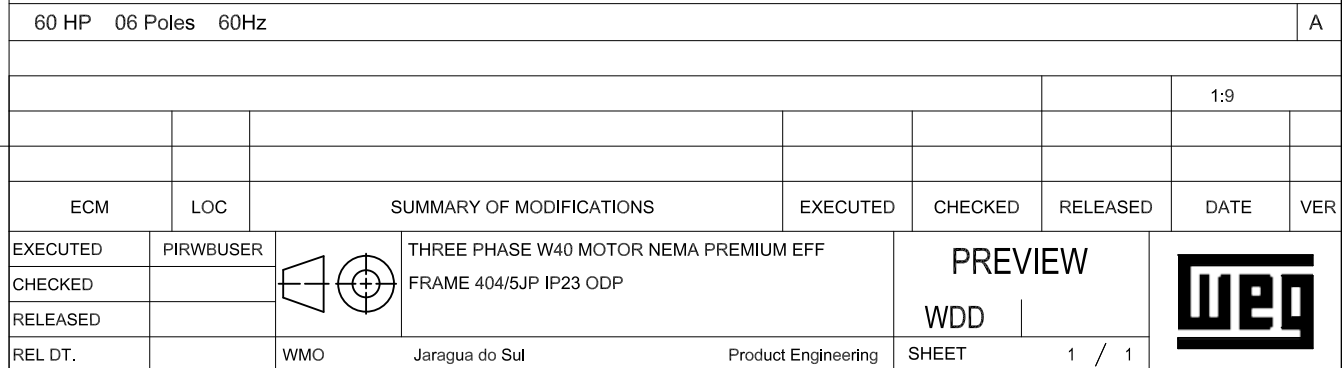 60 HP 06 Poles 60Hz A
1:9
ECM LOC SUMMARY OF MODIFICATIONS EXECUTED CHECKED RELEASED DATE VER
EXECUTED PIRWBUSER THREE PHASE W40 MOTOR NEMA PREMIUM EFF PREVIEW
CHECKED FRAME 404/5JP IP23 ODP
RELEASED WDD
weg
REL DT. WMO Jaragua do Sul Product Engineering SHEET 1 / 1